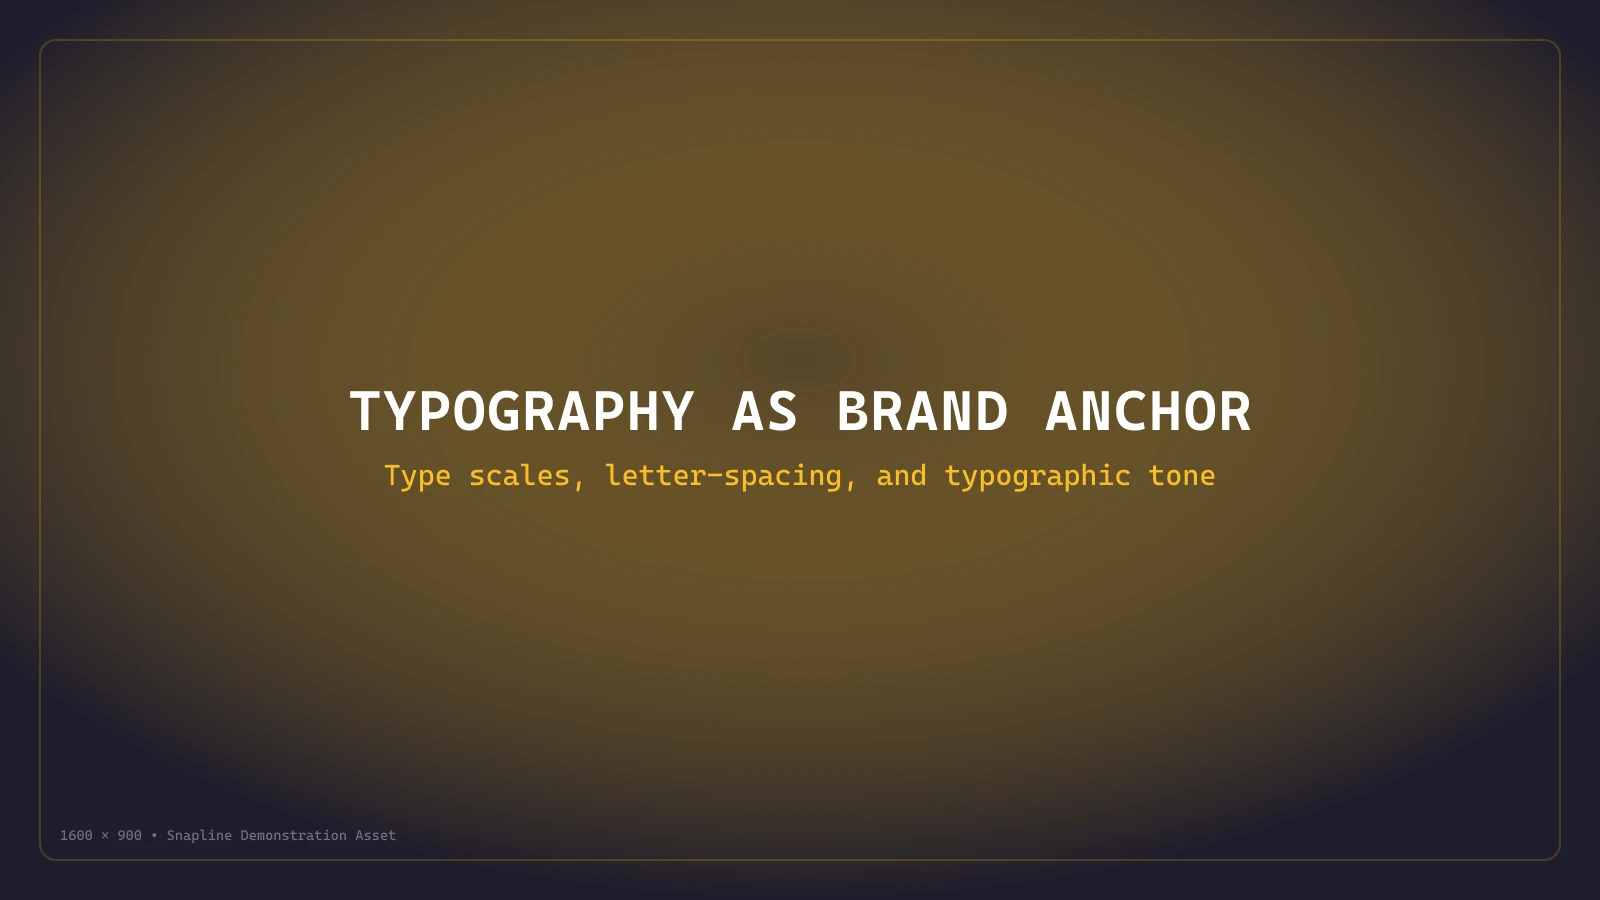 TYPOGRAPHY AS BRAND ANCHOR
Type scales, letter-spacing, and typographic tone
1600 × 900 • Snapline Demonstration Asset